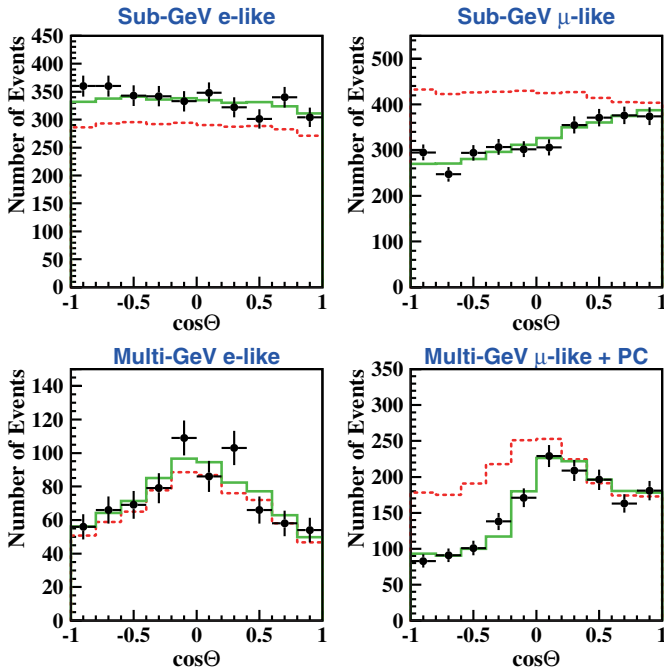 Sub-GeV e-like
Number of Events
450
400
350
300
250
200
150
100
50
0
-1 -0.5 0 0.5 1
cosΘ
Sub-GeV μ-like
Number of Events
500
400
300
200
100
0
-1 -0.5 0 0.5 1
cosΘ
Multi-GeV e-like
Number of Events
140
120
100
80
60
40
20
0
-1 -0.5 0 0.5 1
cosΘ
Multi-GeV μ-like + PC
Number of Events
350
300
250
200
150
100
50
0
-1 -0.5 0 0.5 1
cosΘ